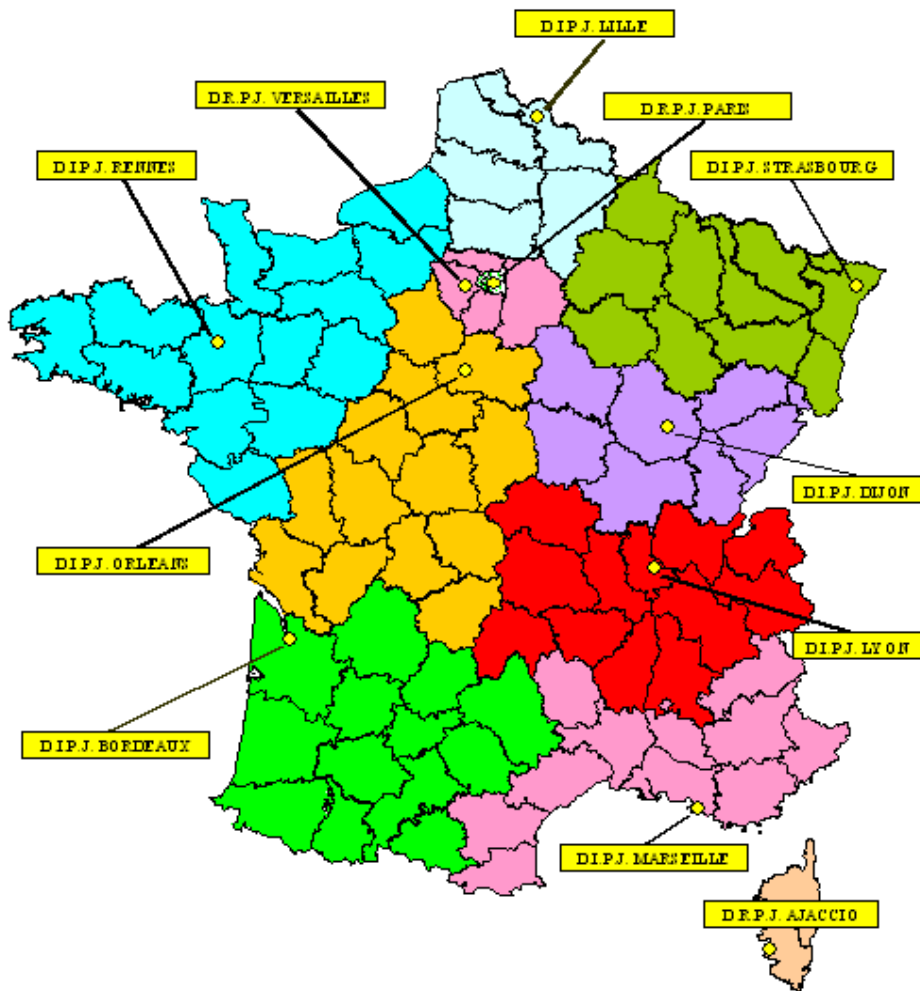 D.I.P.J. LILLE
D.R.P.J. VERSAILLES
D.R.P.J. PARIS
D.I.P.J. RENNES
D.I.P.J. STRASBOURG
D.I.P.J. DIJON
D.I.P.J. ORLEANS
D.I.P.J. LYON
D.I.P.J. BORDEAUX
D.I.P.J. MARSEILLE
D.R.P.J. AJACCIO